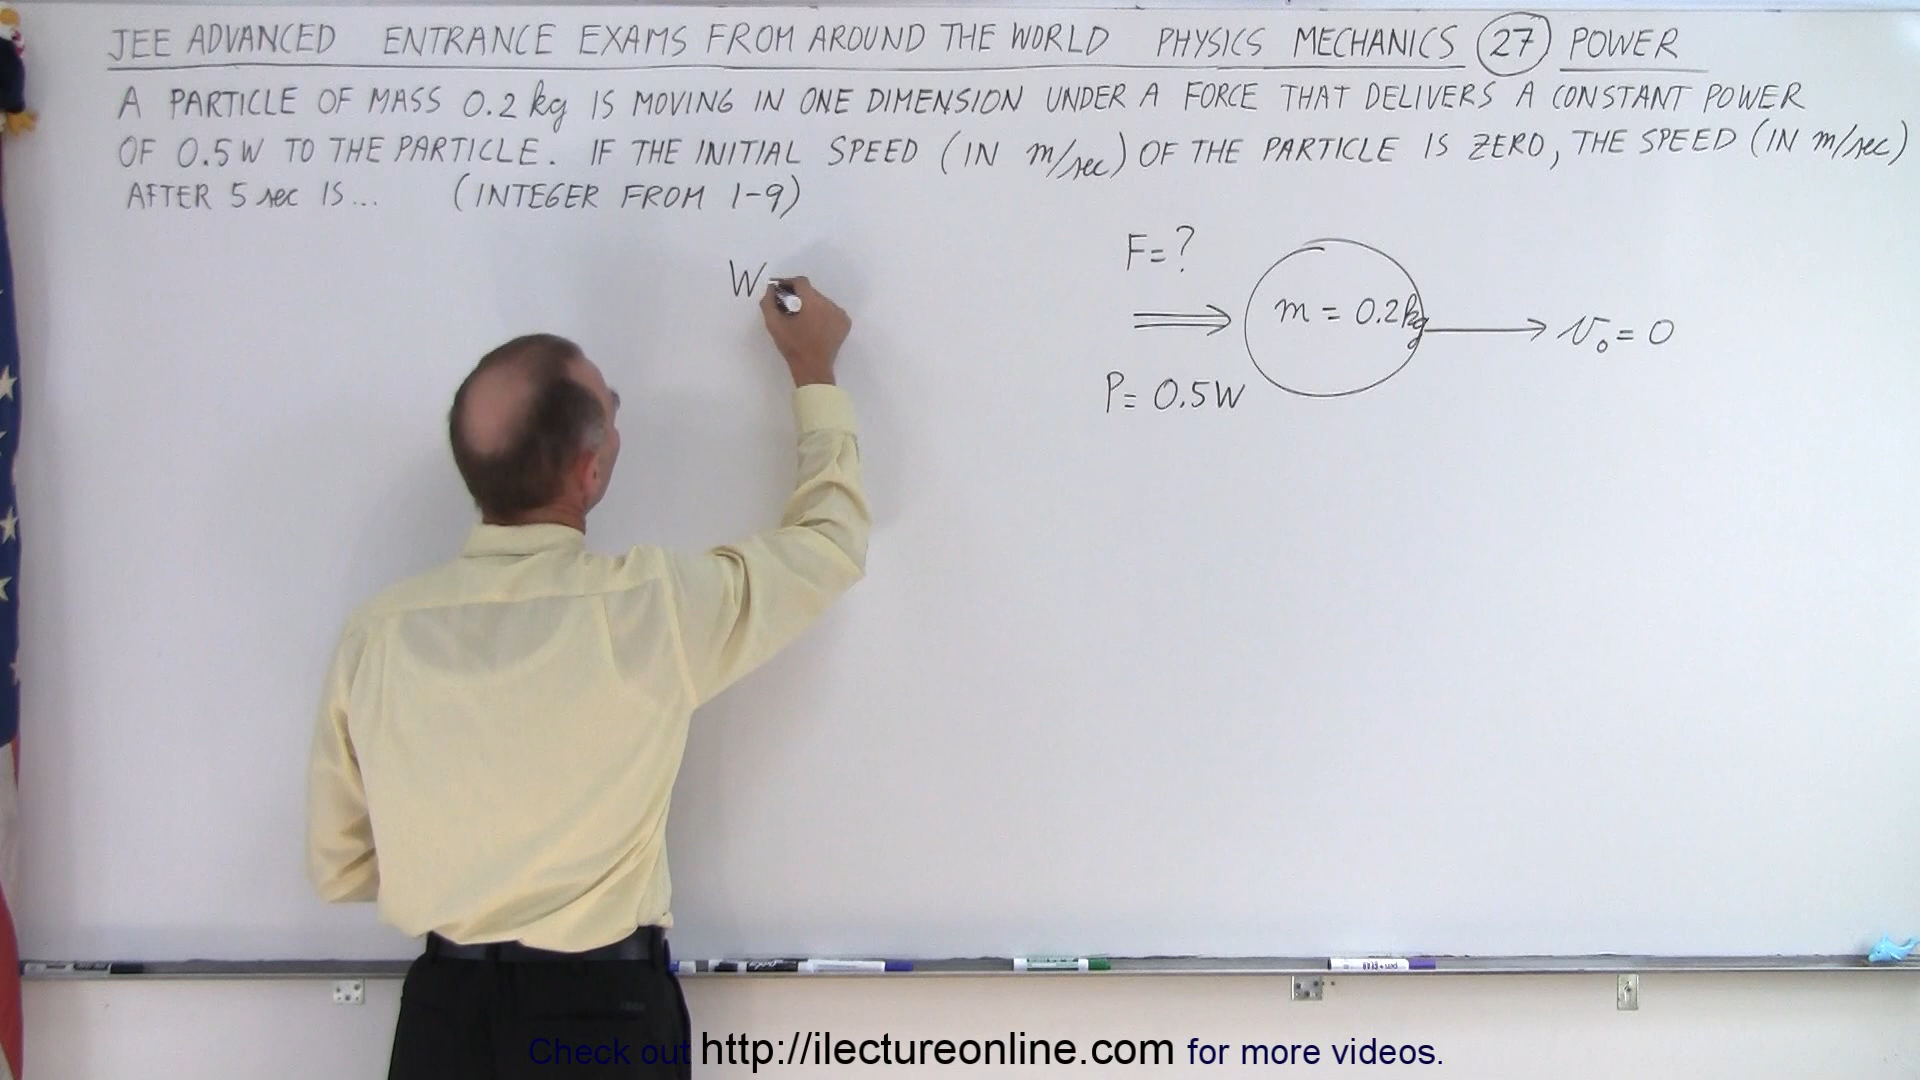 JEE ADVANCED ENTRANCE EXAMS FROM AROUND THE WORLD PHYSICS MECHANICS 27 POWER
A PARTICLE OF MASS 0.2 kg IS MOVING IN ONE DIMENSION UNDER A FORCE THAT DELIVERS A CONSTANT POWER
OF 0.5W TO THE PARTICLE. IF THE INITIAL SPEED (IN m/sec) OF THE PARTICLE IS ZERO, THE SPEED (IN m/sec)
AFTER 5 sec IS... (INTEGER FROM 1-9)
F=?
W=
m = 0.2kg
v₀ = 0
P= 0.5W
Check out http://ilectureonline.com for more videos.